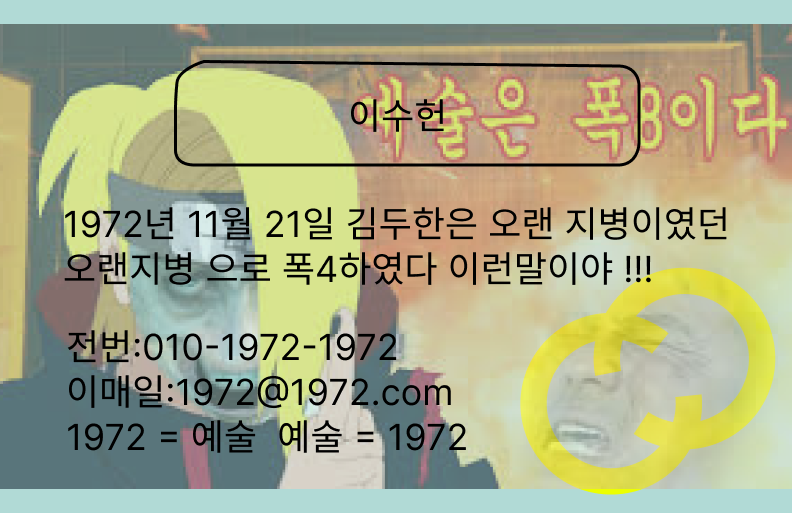 예술은 폭8이다
이수헌
1972년 11월 21일 김두한은 오랜 지병이였던
오랜지병 으로 폭4하였다 이런말이야 !!!
전번:010-1972-1972
이매일:1972@1972.com
1972 = 예술 예술 = 1972